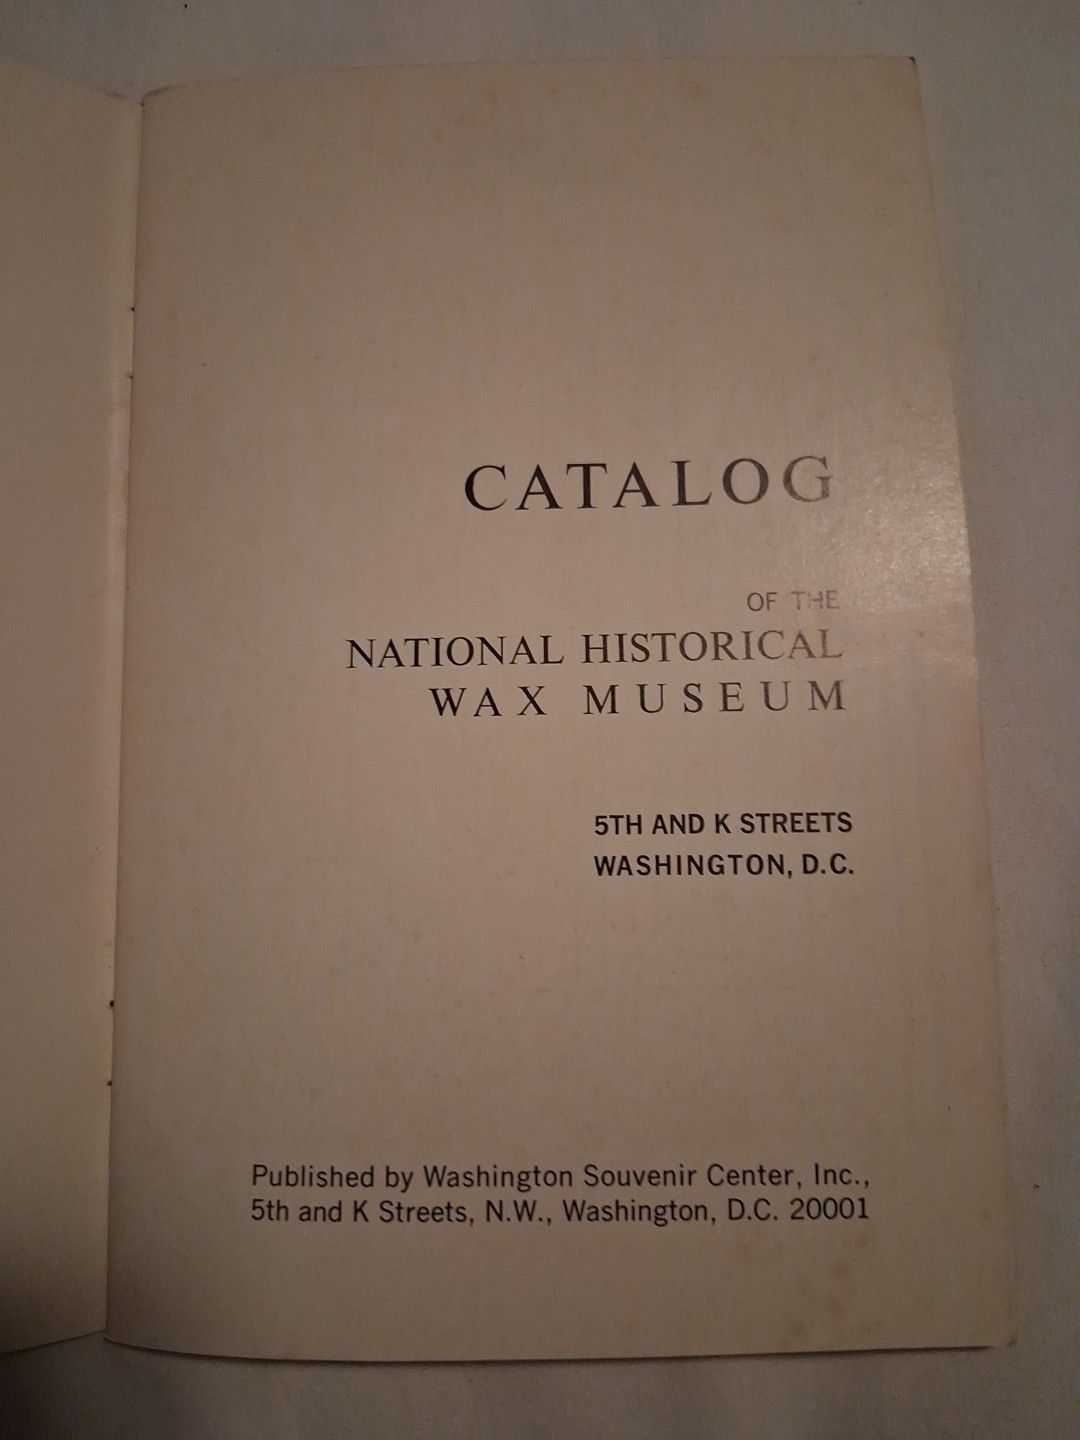 CATALOG
OF THE
NATIONAL HISTORICAL
WAX MUSEUM
5TH AND K STREETS
WASHINGTON, D.C.
Published by Washington Souvenir Center, Inc.,
5th and K Streets, N.W., Washington, D.C. 20001